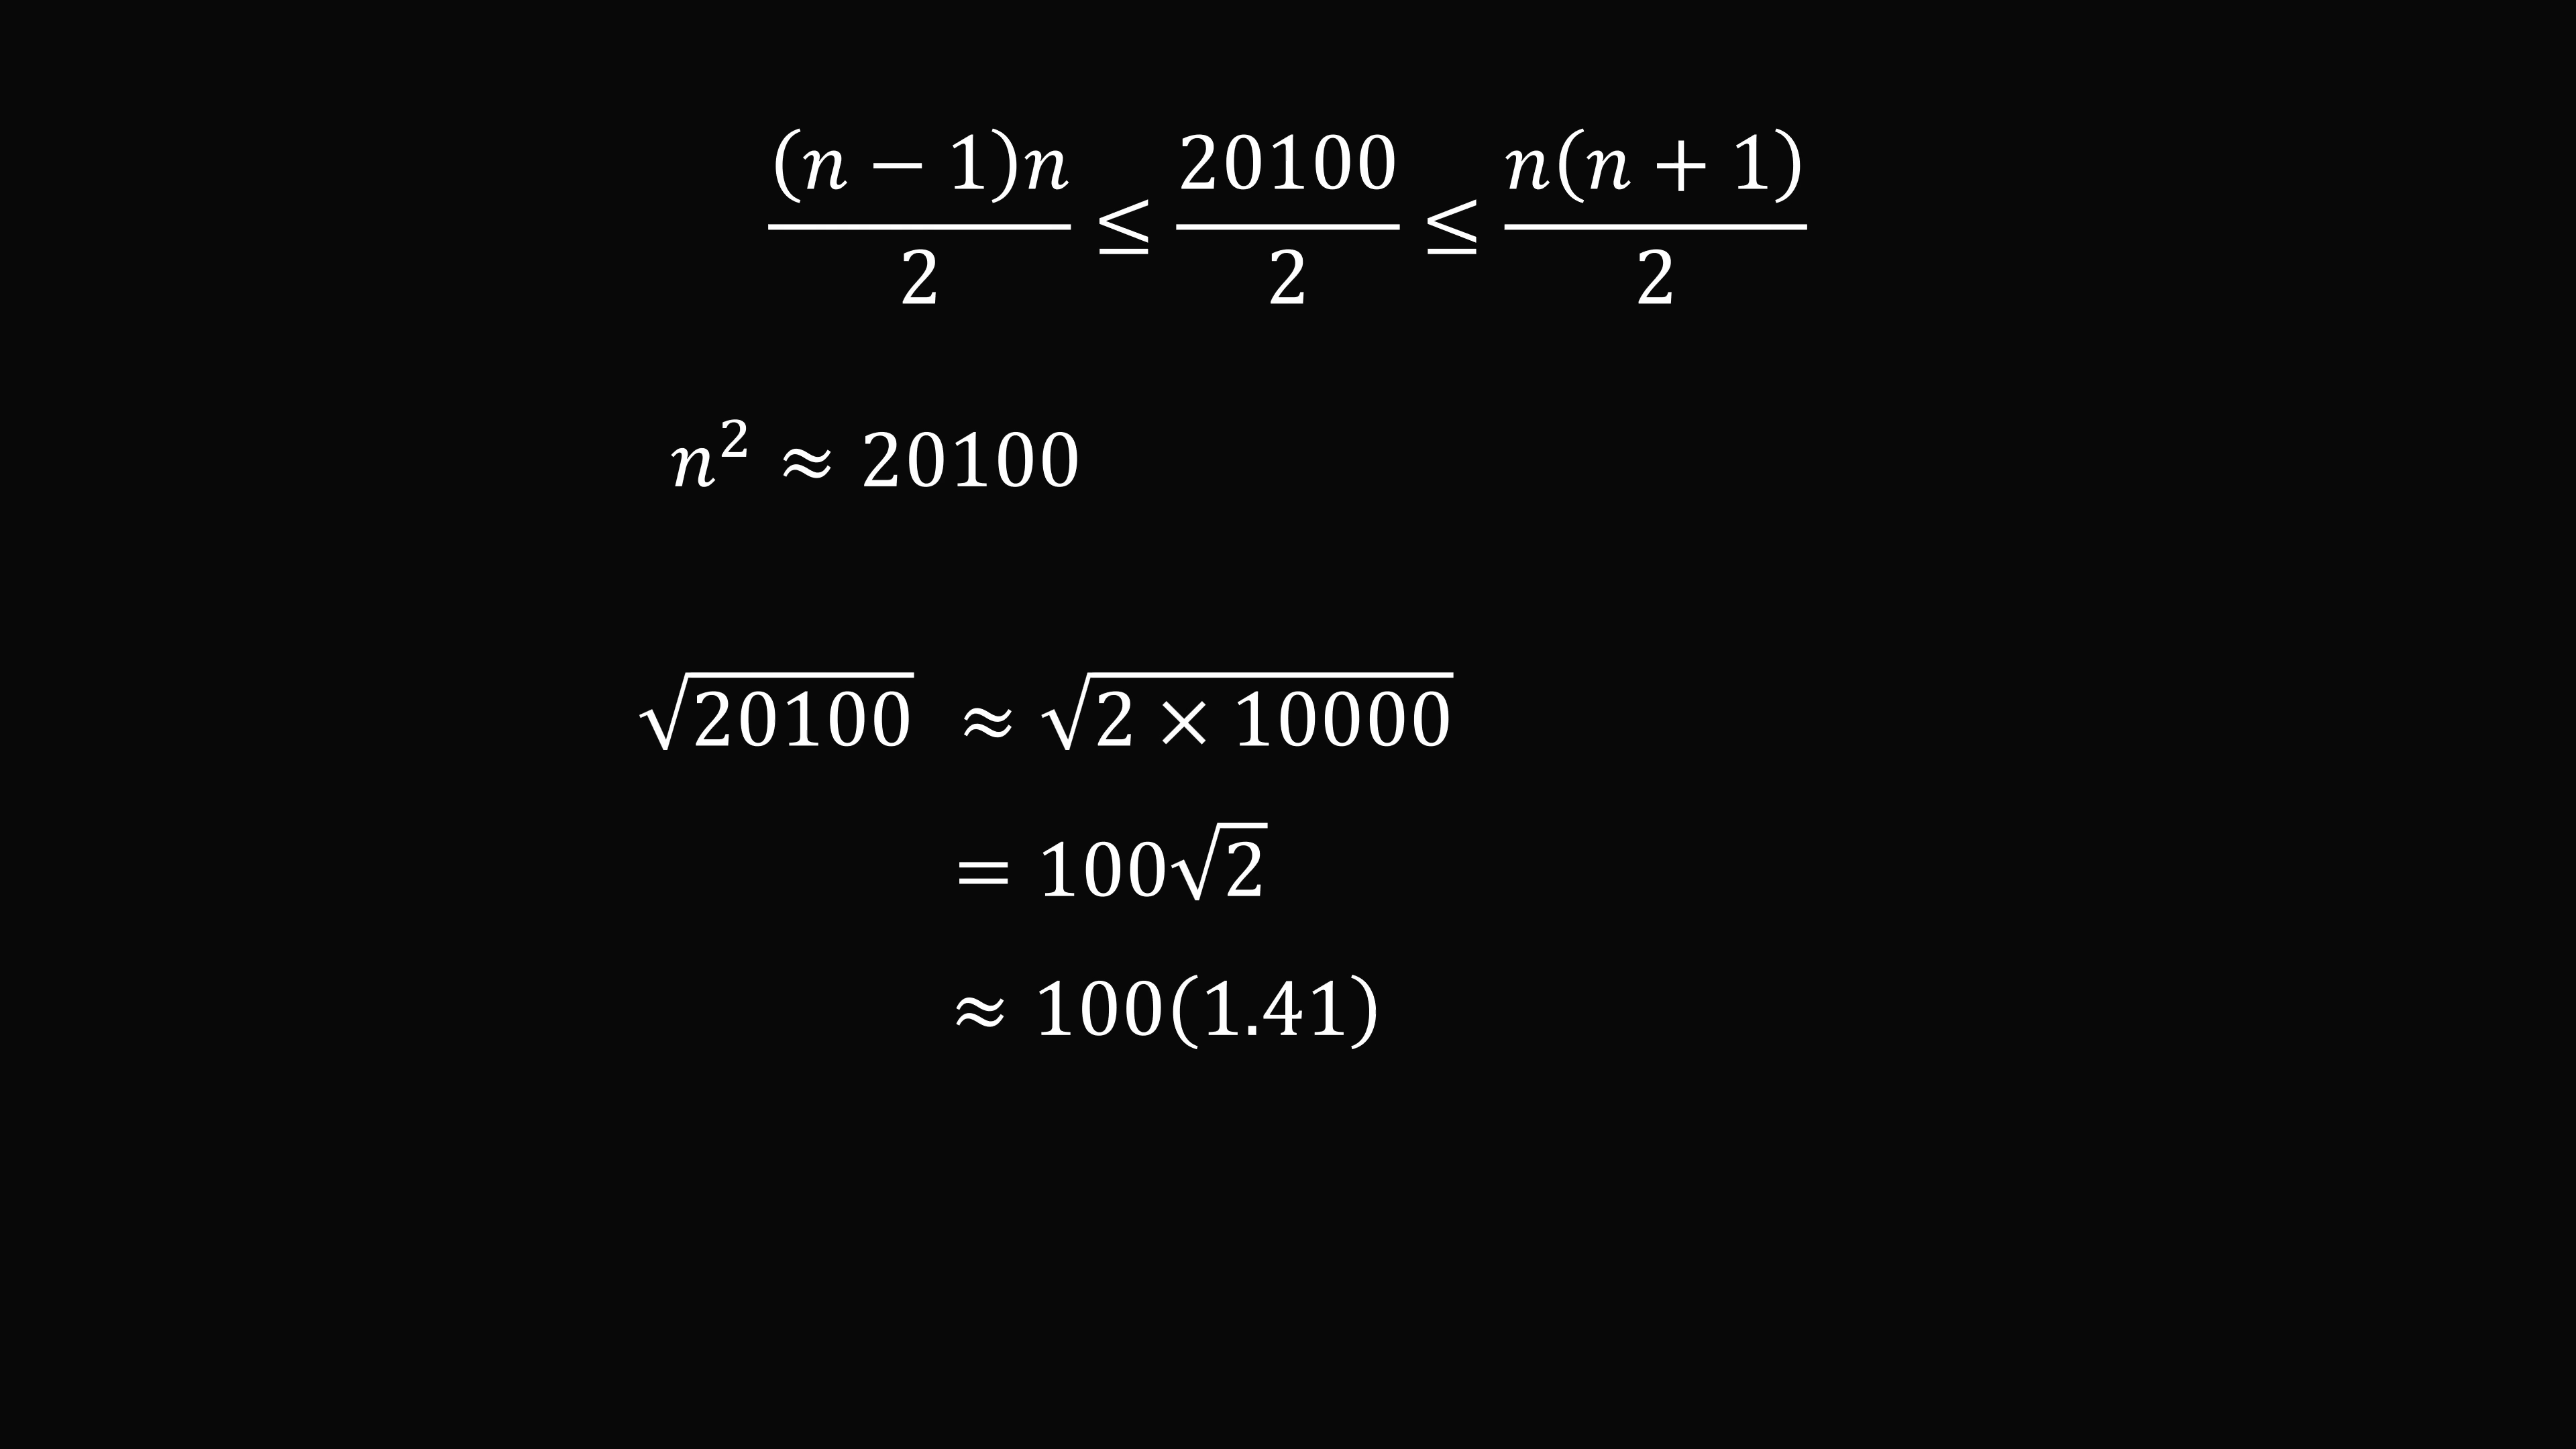 (n − 1)n / 2 ≤ 20100 / 2 ≤ n(n + 1) / 2
n² ≈ 20100
√20100 ≈ √2 × 10000
= 100√2
≈ 100(1.41)